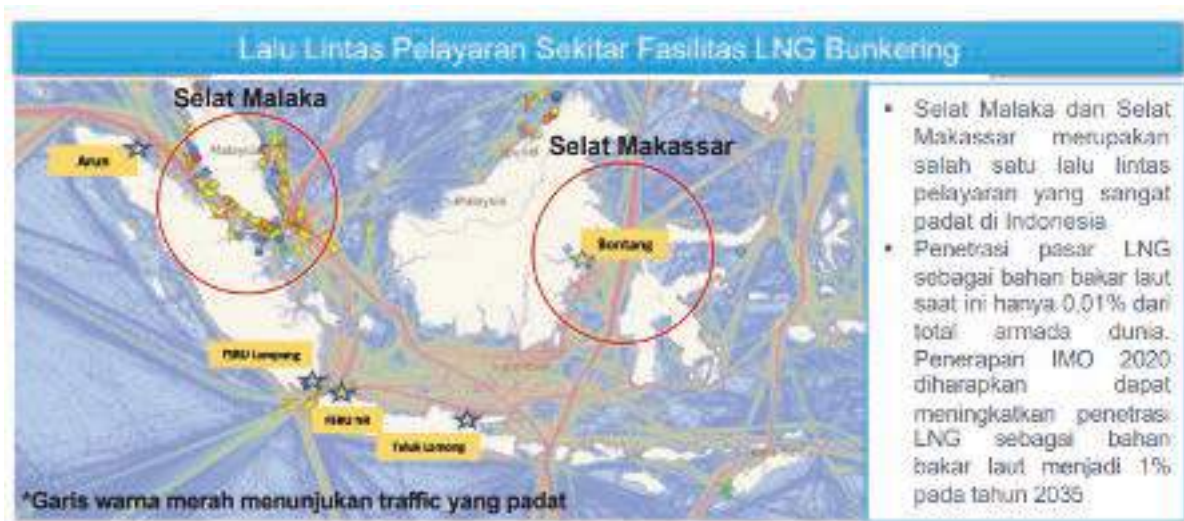 Lalu Lintas Pelayaran Sekitar Fasilitas LNG Bunkering
Selat Malaka
Arun
Malaysia
Selat Makassar
Malaysia
Bontang
FSRU Lampung
FSRU NR
Teluk Lamong
*Garis warna merah menunjukan traffic yang padat
▪ Selat Malaka dan Selat
Makassar merupakan
salah satu lalu lintas
pelayaran yang sangat
padat di Indonesia
▪ Penetrasi pasar LNG
sebagai bahan bakar laut
saat ini hanya 0,01% dari
total armada dunia.
Penerapan IMO 2020
diharapkan dapat
meningkatkan penetrasi
LNG sebagai bahan
bakar laut menjadi 1%
pada tahun 2035